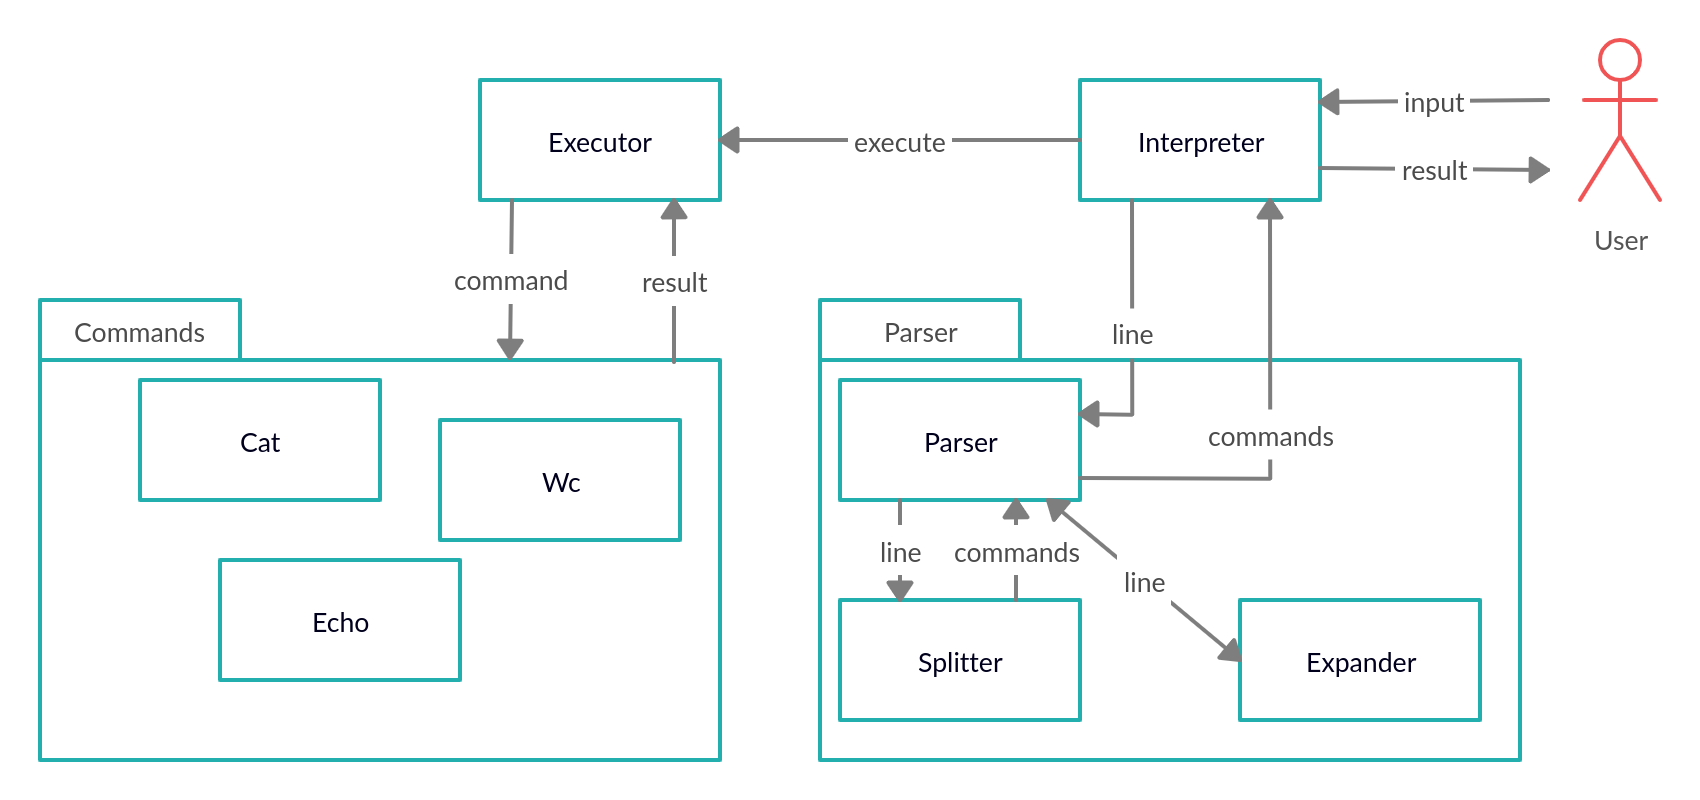 Executor
execute
Interpreter
input
result
User
command
result
Commands
Cat
Wc
Echo
line
Parser
Parser
commands
line
commands
line
Splitter
Expander